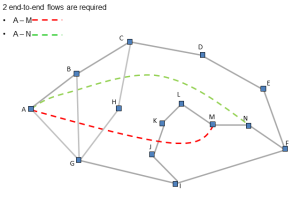 2 end-to-end flows are required
• A – M
• A – N
C
D
B
E
L
H
A
K
M
N
J
F
G
I